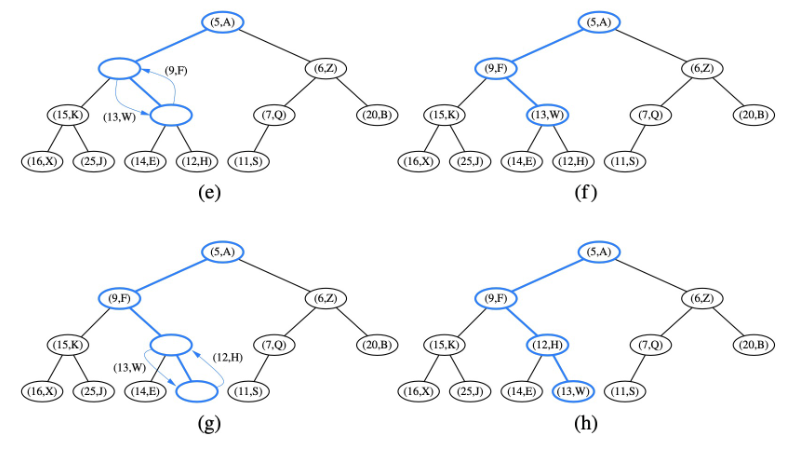 (5,A)
(9,F)
(6,Z)
(15,K)
(13,W)
(7,Q)
(20,B)
(16,X)
(25,J)
(14,E)
(12,H)
(11,S)
(e)
(5,A)
(9,F)
(6,Z)
(15,K)
(13,W)
(7,Q)
(20,B)
(16,X)
(25,J)
(14,E)
(12,H)
(11,S)
(f)
(5,A)
(9,F)
(6,Z)
(15,K)
(7,Q)
(20,B)
(13,W)
(12,H)
(16,X)
(25,J)
(14,E)
(11,S)
(g)
(5,A)
(9,F)
(6,Z)
(15,K)
(12,H)
(7,Q)
(20,B)
(16,X)
(25,J)
(14,E)
(13,W)
(11,S)
(h)